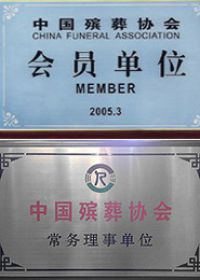 中国殡葬协会
CHINA FUNERAL ASSOCIATION
会员单位
MEMBER
2005.3
中国殡葬协会
常务理事单位